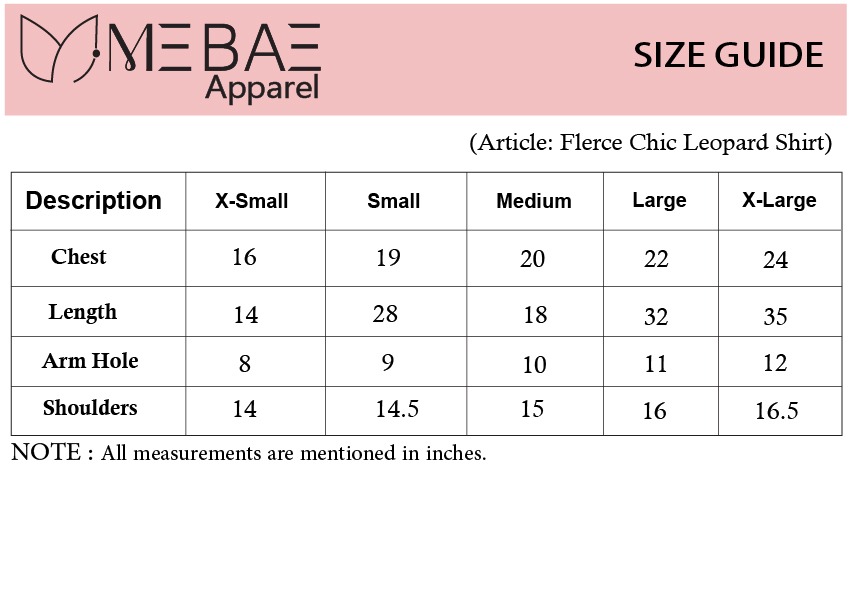 MEBAE
Apparel
SIZE GUIDE
(Article: Flerce Chic Leopard Shirt)
Description X-Small Small Medium Large X-Large
Chest 16 19 20 22 24
Length 14 28 18 32 35
Arm Hole 8 9 10 11 12
Shoulders 14 14.5 15 16 16.5
NOTE : All measurements are mentioned in inches.